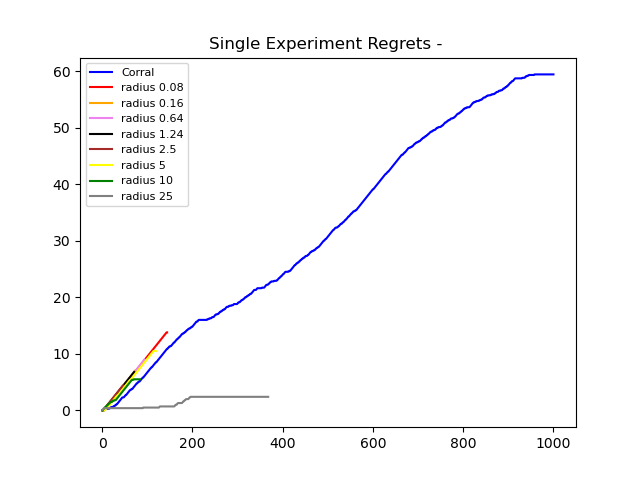 Single Experiment Regrets -
Corral
radius 0.08
radius 0.16
radius 0.64
radius 1.24
radius 2.5
radius 5
radius 10
radius 25
60
50
40
30
20
10
0
0 200 400 600 800 1000